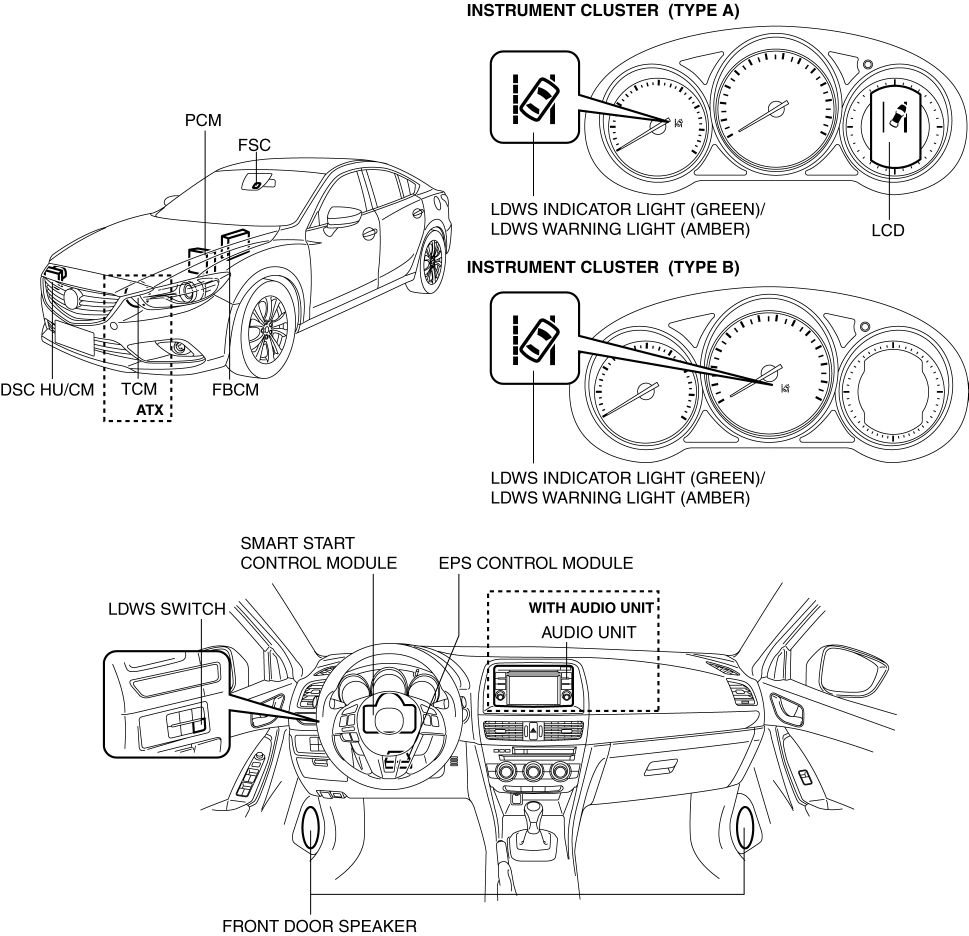 INSTRUMENT CLUSTER (TYPE A)
PCM
FSC
LDWS INDICATOR LIGHT (GREEN)/
LDWS WARNING LIGHT (AMBER)
LCD
INSTRUMENT CLUSTER (TYPE B)
DSC HU/CM
TCM
FBCM
ATX
LDWS INDICATOR LIGHT (GREEN)/
LDWS WARNING LIGHT (AMBER)
SMART START
CONTROL MODULE
EPS CONTROL MODULE
LDWS SWITCH
WITH AUDIO UNIT
AUDIO UNIT
FRONT DOOR SPEAKER